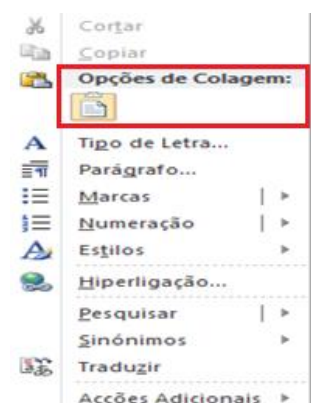 Cortar
Copiar
Opções de Colagem:
Tipo de Letra...
Parágrafo...
Marcas
Numeração
Estilos
Hiperligação...
Pesquisar
Sinónimos
Traduzir
Acções Adicionais